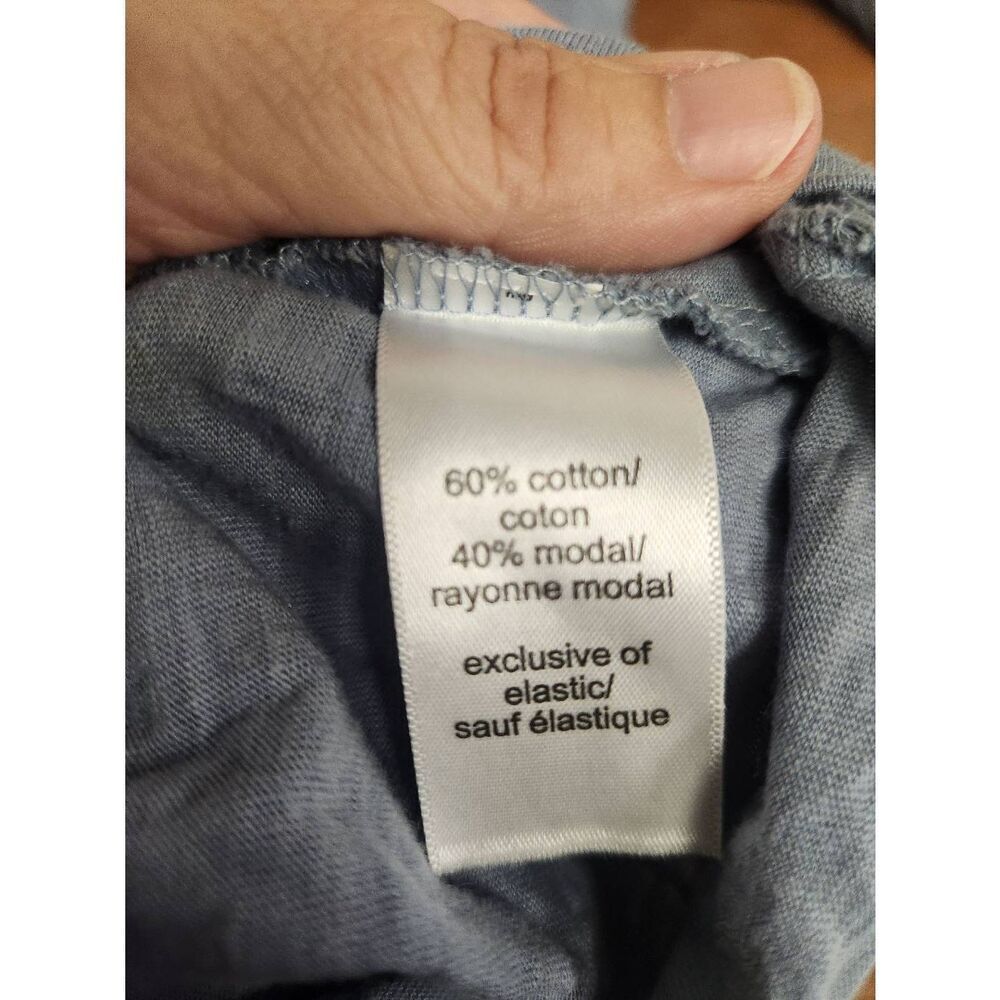 60% cotton/
coton
40% modal/
rayonne modal
exclusive of
elastic/
sauf élastique